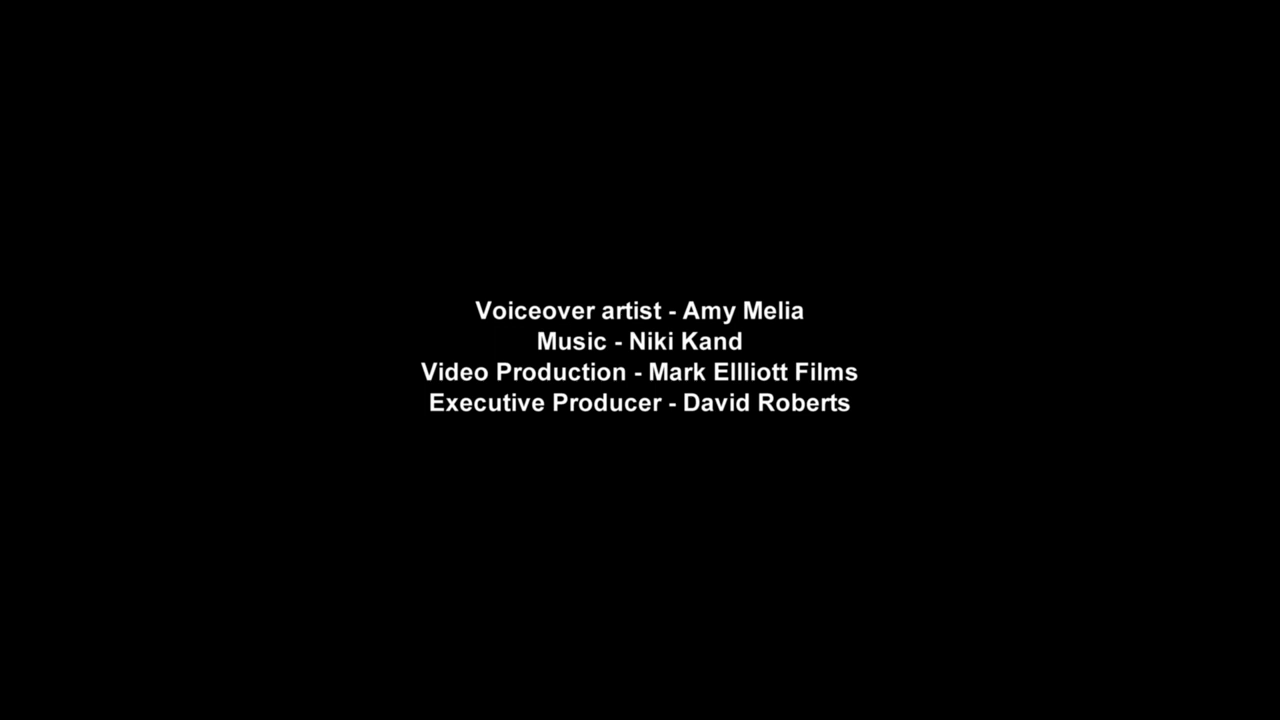 Voiceover artist - Amy Melia
Music - Niki Kand
Video Production - Mark Ellliott Films
Executive Producer - David Roberts